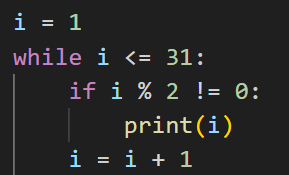 i = 1
while i <= 31:
    if i % 2 != 0:
        print(i)
    i = i + 1